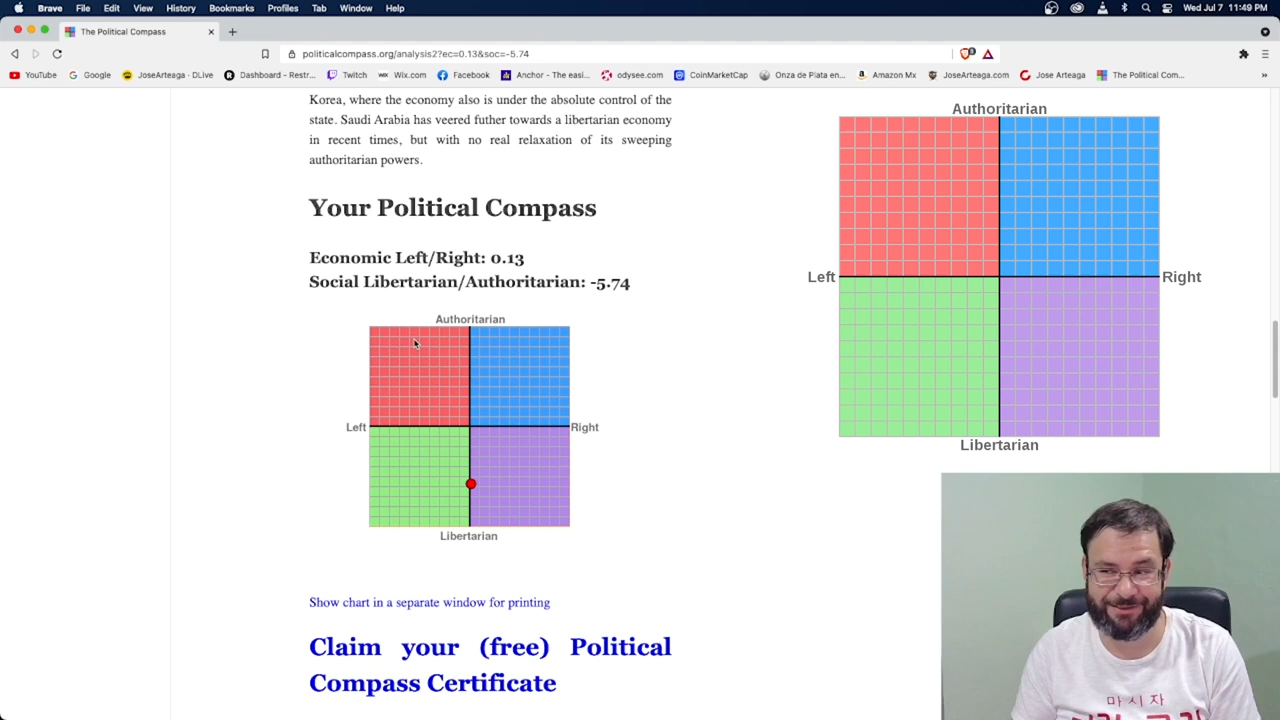 Brave File Edit View History Bookmarks Profiles Tab Window Help
Wed Jul 7 11:49 PM
The Political Compass
politicalcompass.org/analysis2?ec=0.13&soc=-5.74
YouTube
Google
JoseArteaga · DLive
Dashboard - Restr...
Twitch
Wix.com
Facebook
Anchor - The easi...
odysee.com
CoinMarketCap
Onza de Plata en...
Amazon Mx
JoseArteaga.com
Jose Arteaga
The Political Com...
Korea, where the economy also is under the absolute control of the
state. Saudi Arabia has veered futher towards a libertarian economy
in recent times, but with no real relaxation of its sweeping
authoritarian powers.
Your Political Compass
Economic Left/Right: 0.13
Social Libertarian/Authoritarian: -5.74
Authoritarian
Left
Right
Libertarian
Show chart in a separate window for printing
Claim your (free) Political
Compass Certificate
Authoritarian
Left
Right
Libertarian
마시자